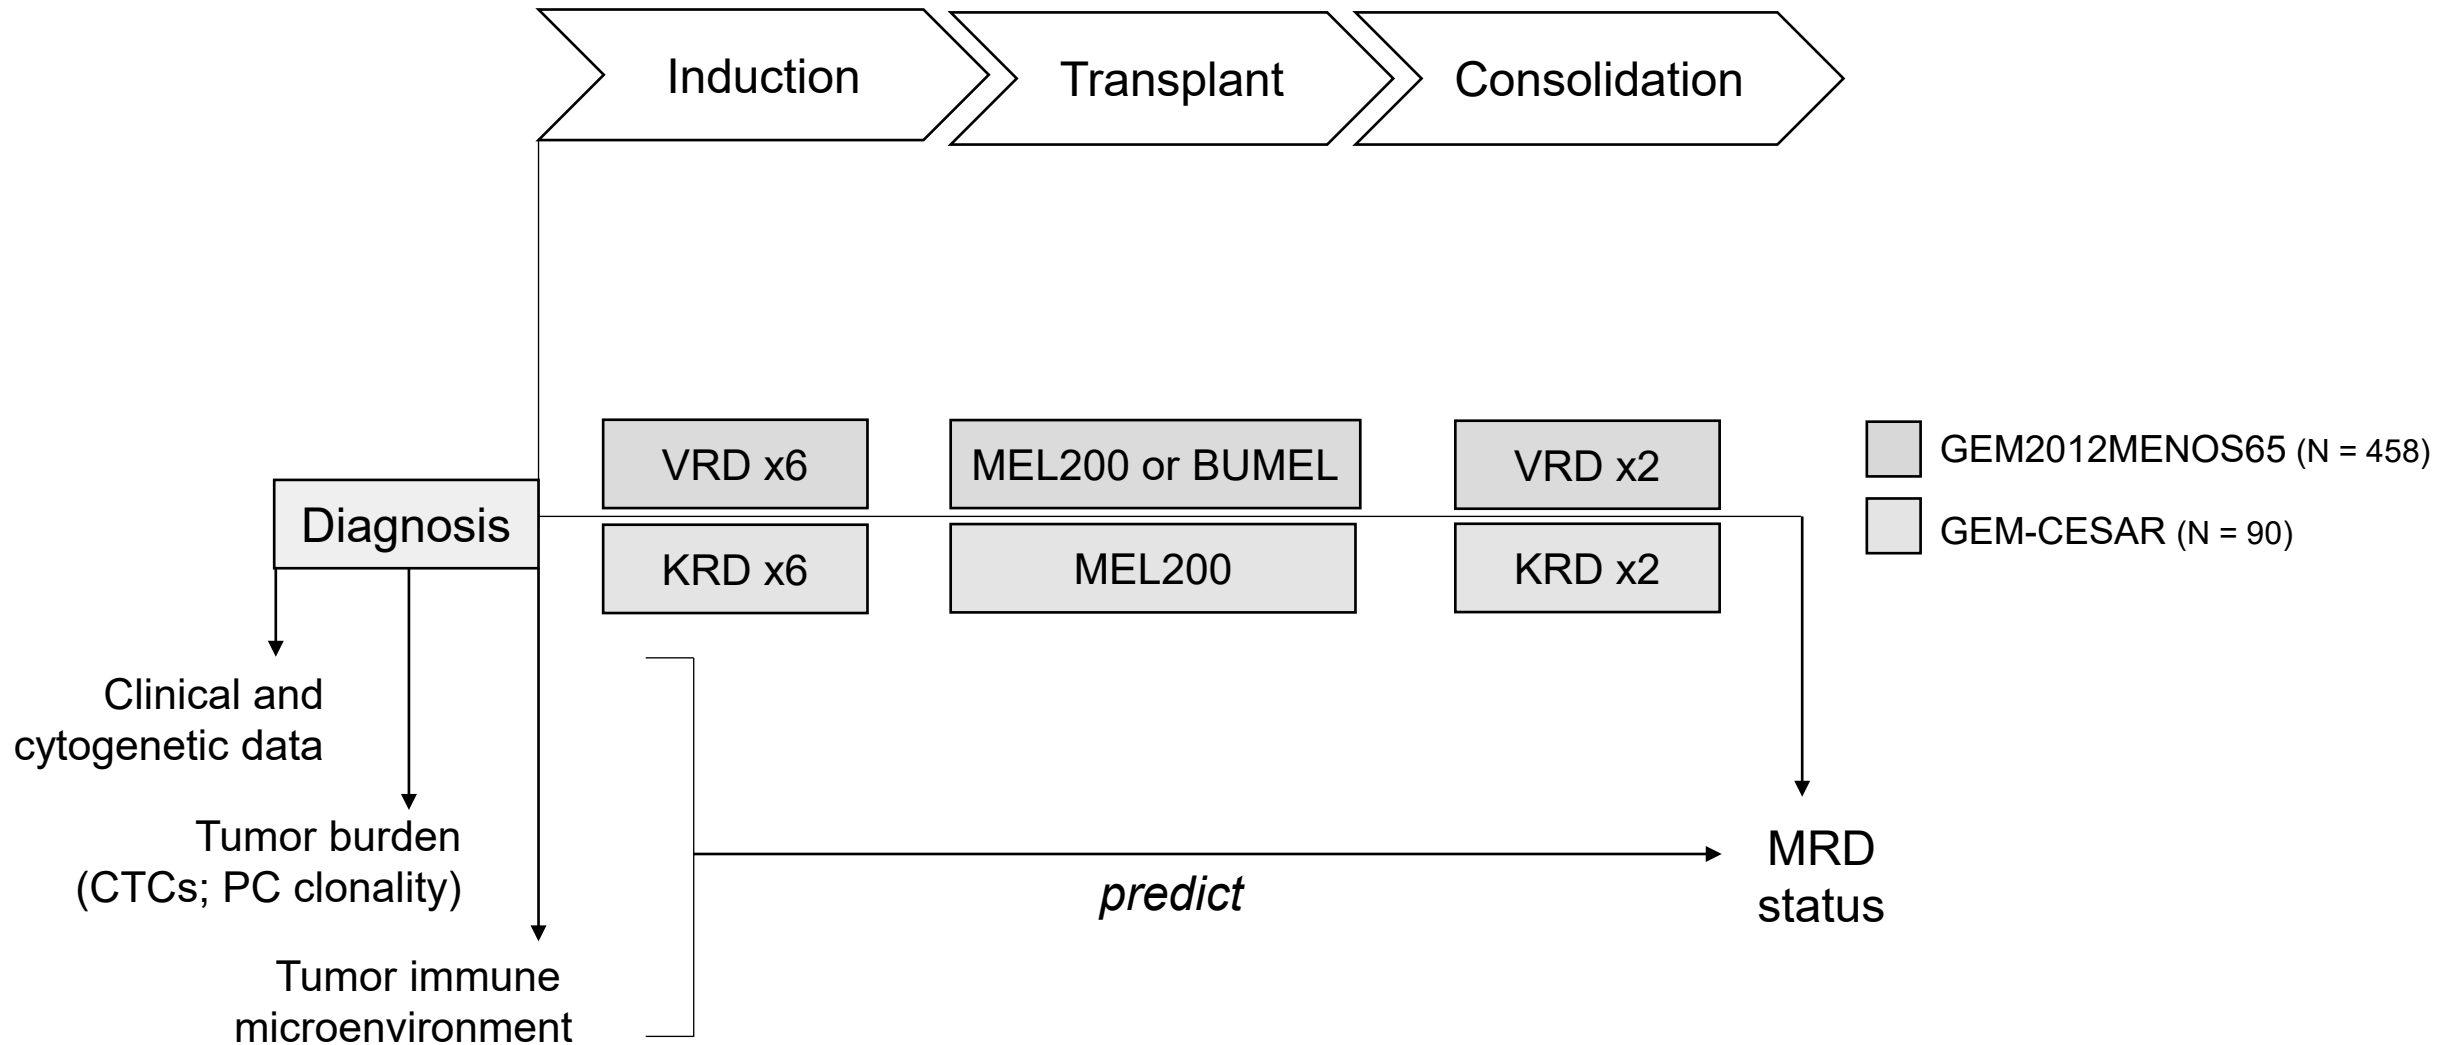 Induction
Transplant
Consolidation
VRD x6
MEL200 or BUMEL
VRD x2
GEM2012MENOS65 (N = 458)
Diagnosis
KRD x6
MEL200
KRD x2
GEM-CESAR (N = 90)
Clinical and
cytogenetic data
Tumor burden
(CTCs; PC clonality)
Tumor immune
microenvironment
predict
MRD
status